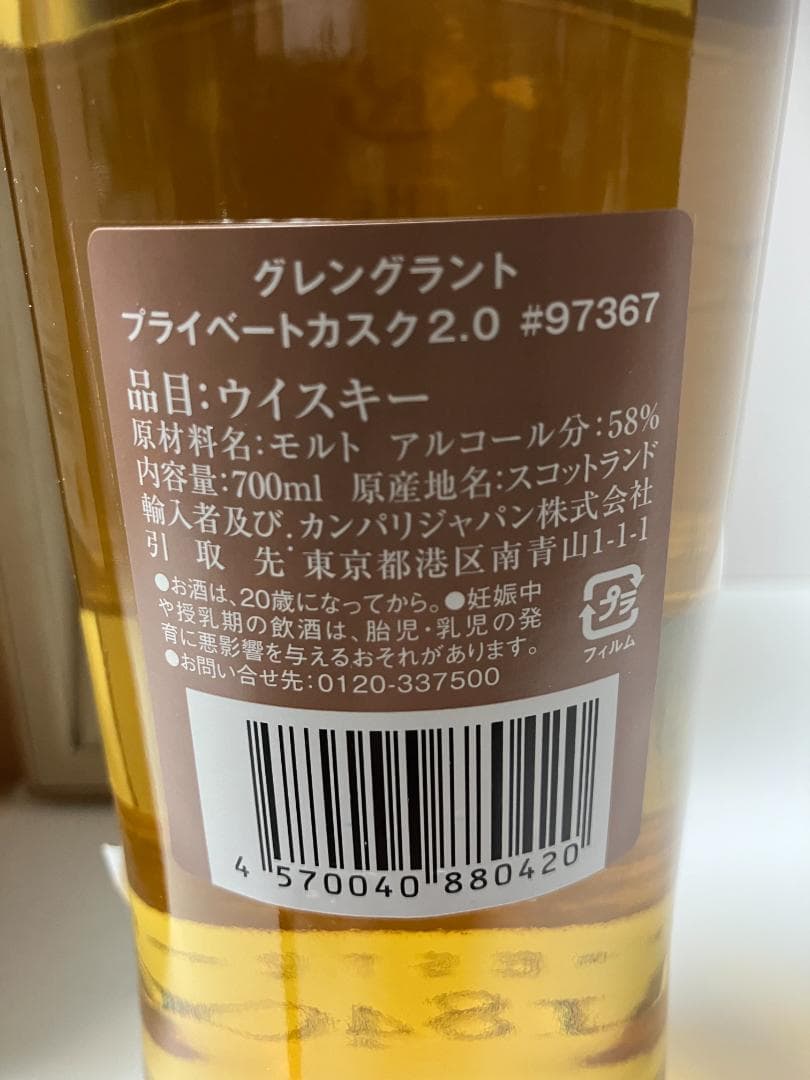 グレングラント
プライベートカスク2.0 #97367
品目:ウイスキー
原材料名:モルト アルコール分:58%
内容量:700ml 原産地名:スコットランド
輸入者及び:カンパリジャパン株式会社
引取先:東京都港区南青山1-1-1
●お酒は、20歳になってから。●妊娠中
や授乳期の飲酒は、胎児・乳児の発
育に悪影響を与えるおそれがあります。
●お問い合せ先:0120-337500
プラ
フィルム
4 570040 880420
1840